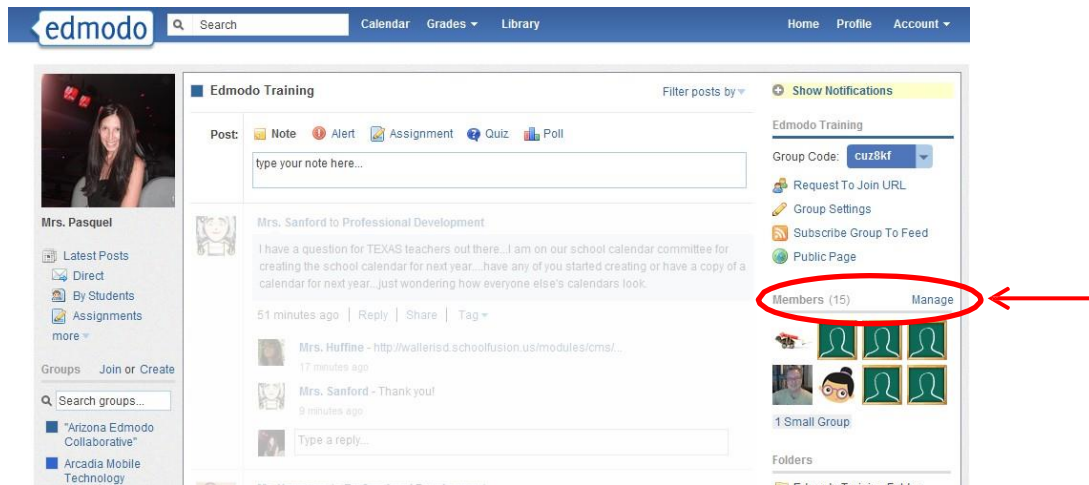 edmodo
Search
Calendar Grades Library
Home Profile Account
Mrs. Pasquel
Latest Posts
Direct
By Students
Assignments
more
Groups Join or Create
Search groups...
"Arizona Edmodo
Collaborative"
Arcadia Mobile
Technology
Edmodo Training
Filter posts by
Post: Note Alert Assignment Quiz Poll
type your note here...
Mrs. Sanford to Professional Development
I have a question for TEXAS teachers out there...I am on our school calendar committee for
creating the school calendar for next year....have any of you started creating or have a copy of a
calendar for next year...just wondering how everyone else's calendars look.
51 minutes ago | Reply | Share | Tag
Mrs. Huffine - http://wallerisd.schoolfusion.us/modules/cms/...
17 minutes ago
Mrs. Sanford - Thank you!
9 minutes ago
Type a reply...
Show Notifications
Edmodo Training
Group Code: cuz8kf
Request To Join URL
Group Settings
Subscribe Group To Feed
Public Page
Members (15) Manage
1 Small Group
Folders